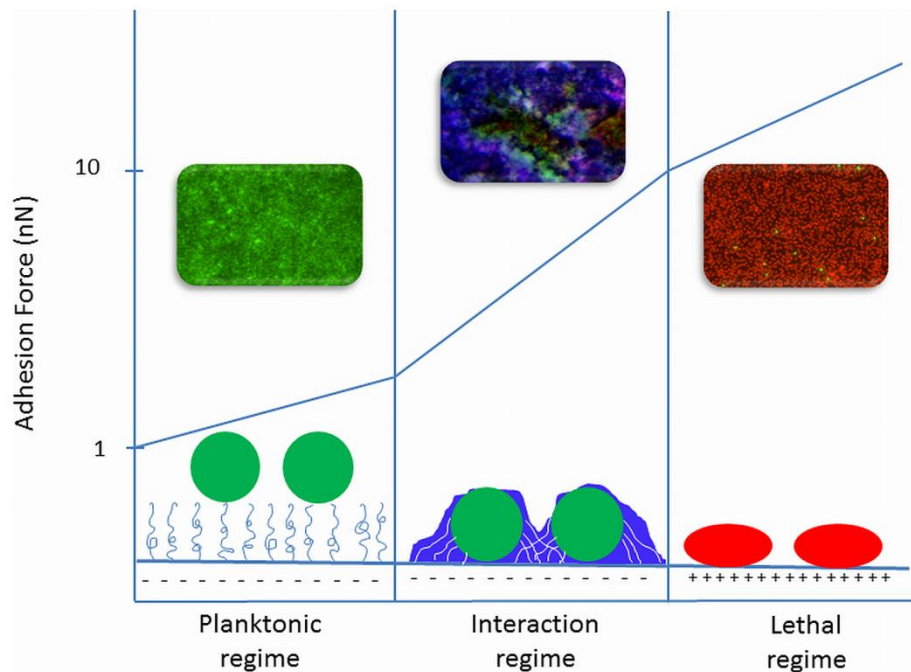 Adhesion Force (nN)
10
1
- - - - - - - - - - - - - -
- - - - - - - - - - - - - -
+ + + + + + + + + + + + + + +
Planktonic
regime
Interaction
regime
Lethal
regime